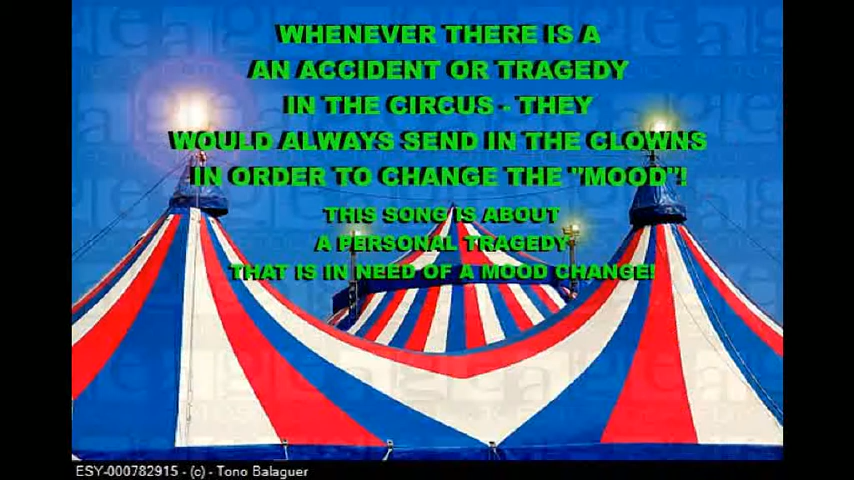 WHENEVER THERE IS A
AN ACCIDENT OR TRAGEDY
IN THE CIRCUS - THEY
WOULD ALWAYS SEND IN THE CLOWNS
IN ORDER TO CHANGE THE "MOOD"!
THIS SONG IS ABOUT
A PERSONAL TRAGEDY
THAT IS IN NEED OF A MOOD CHANGE!
ESY-000782915 - (c) - Tono Balaguer